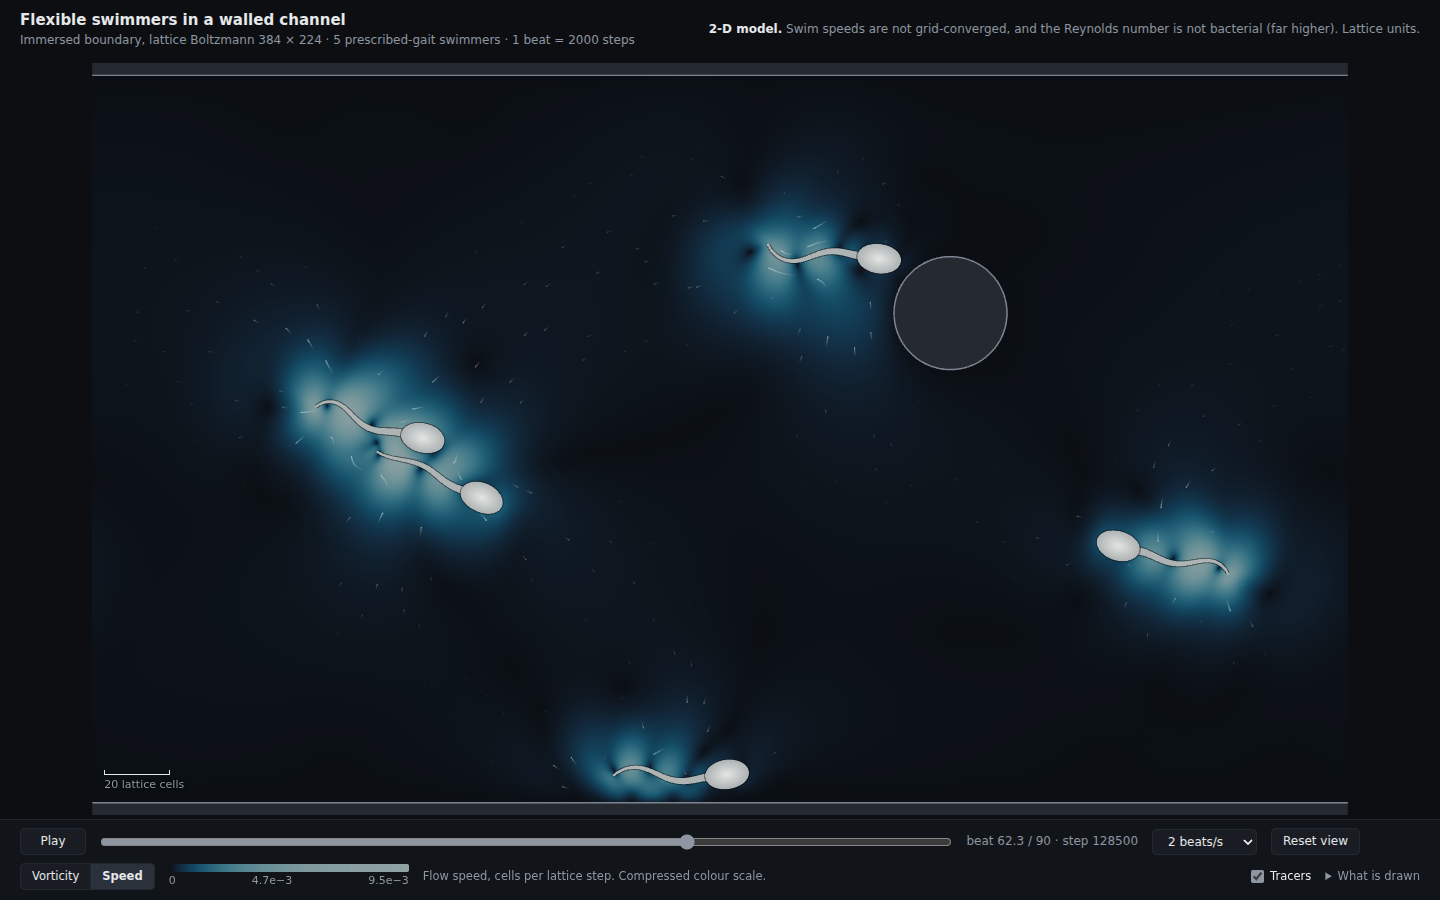 Flexible swimmers in a walled channel
Immersed boundary, lattice Boltzmann 384 × 224 · 5 prescribed-gait swimmers · 1 beat = 2000 steps
2-D model. Swim speeds are not grid-converged, and the Reynolds number is not bacterial (far higher). Lattice units.
20 lattice cells
Play
beat 62.3 / 90 · step 128500
2 beats/s
Reset view
Vorticity
Speed
0
4.7e−3
9.5e−3
Flow speed, cells per lattice step. Compressed colour scale.
Tracers
What is drawn